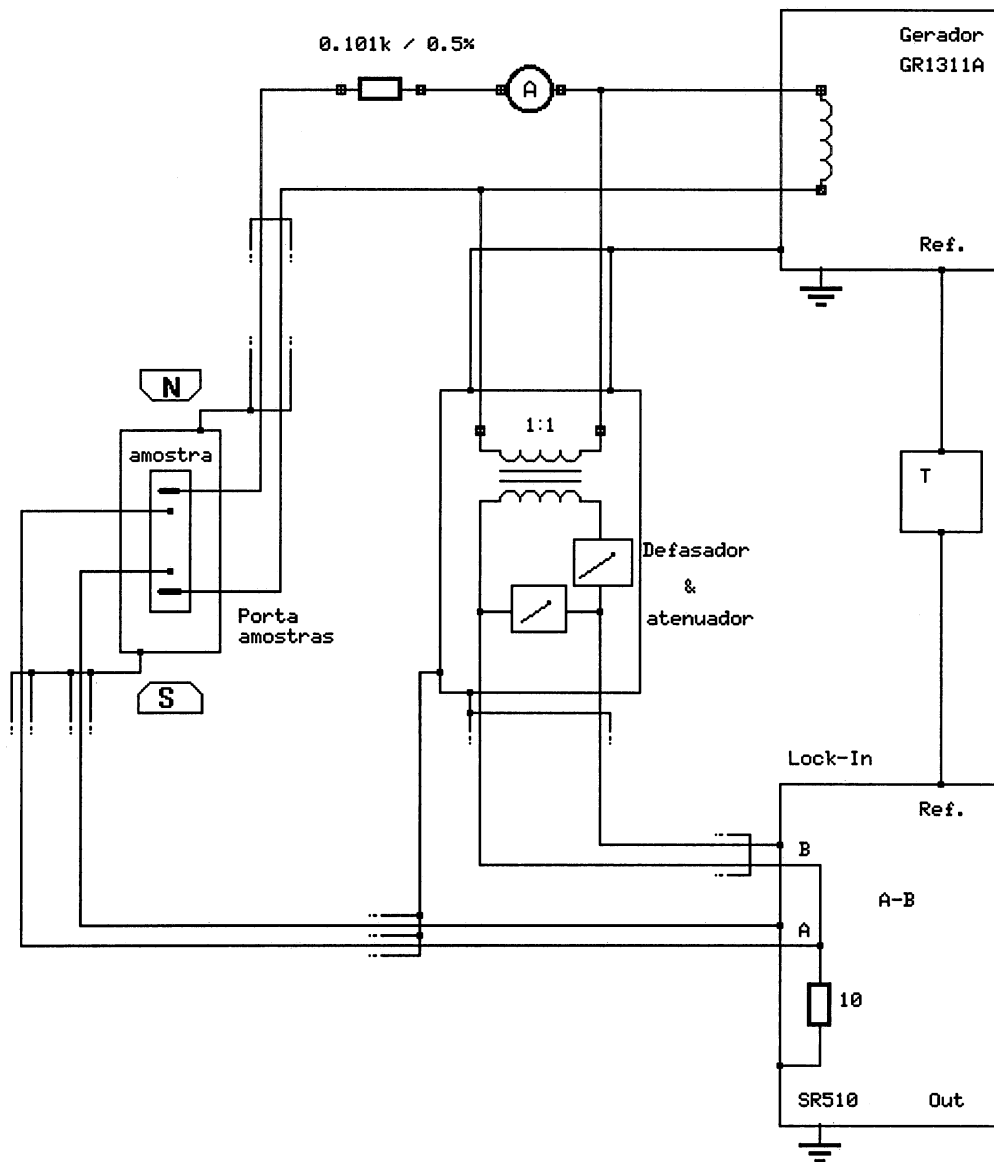 0.101k / 0.5%
Gerador
GR1311A
A
Ref.
N
1:1
amostra
T
Defasador
&
atenuador
Porta
amostras
S
Lock-In
Ref.
B
A-B
A
10
SR510
Out